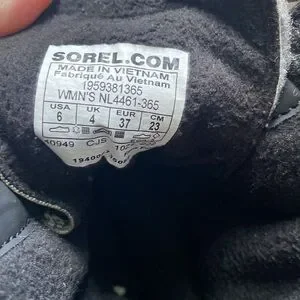 SOREL.COM
MADE IN VIETNAM
Fabriqué Au Vietnam
1959381365
WMN'S NL4461-365
USA UK EUR CM
6 4 37 23
CJS